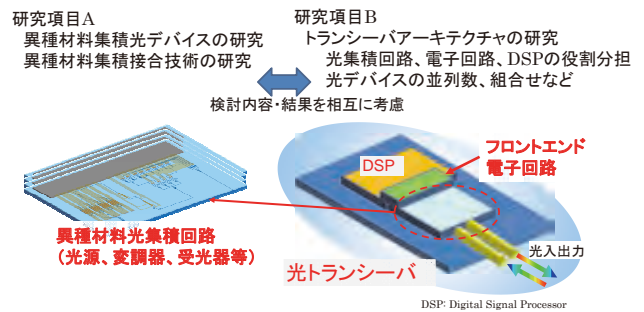 研究項目A
異種材料集積光デバイスの研究
異種材料集積接合技術の研究
研究項目B
トランシーバアーキテクチャの研究
光集積回路、電子回路、DSPの役割分担
光デバイスの並列数、組合せなど
検討内容・結果を相互に考慮
DSP
フロントエンド
電子回路
異種材料光集積回路
（光源、変調器、受光器等）
光トランシーバ
光入出力
DSP: Digital Signal Processor